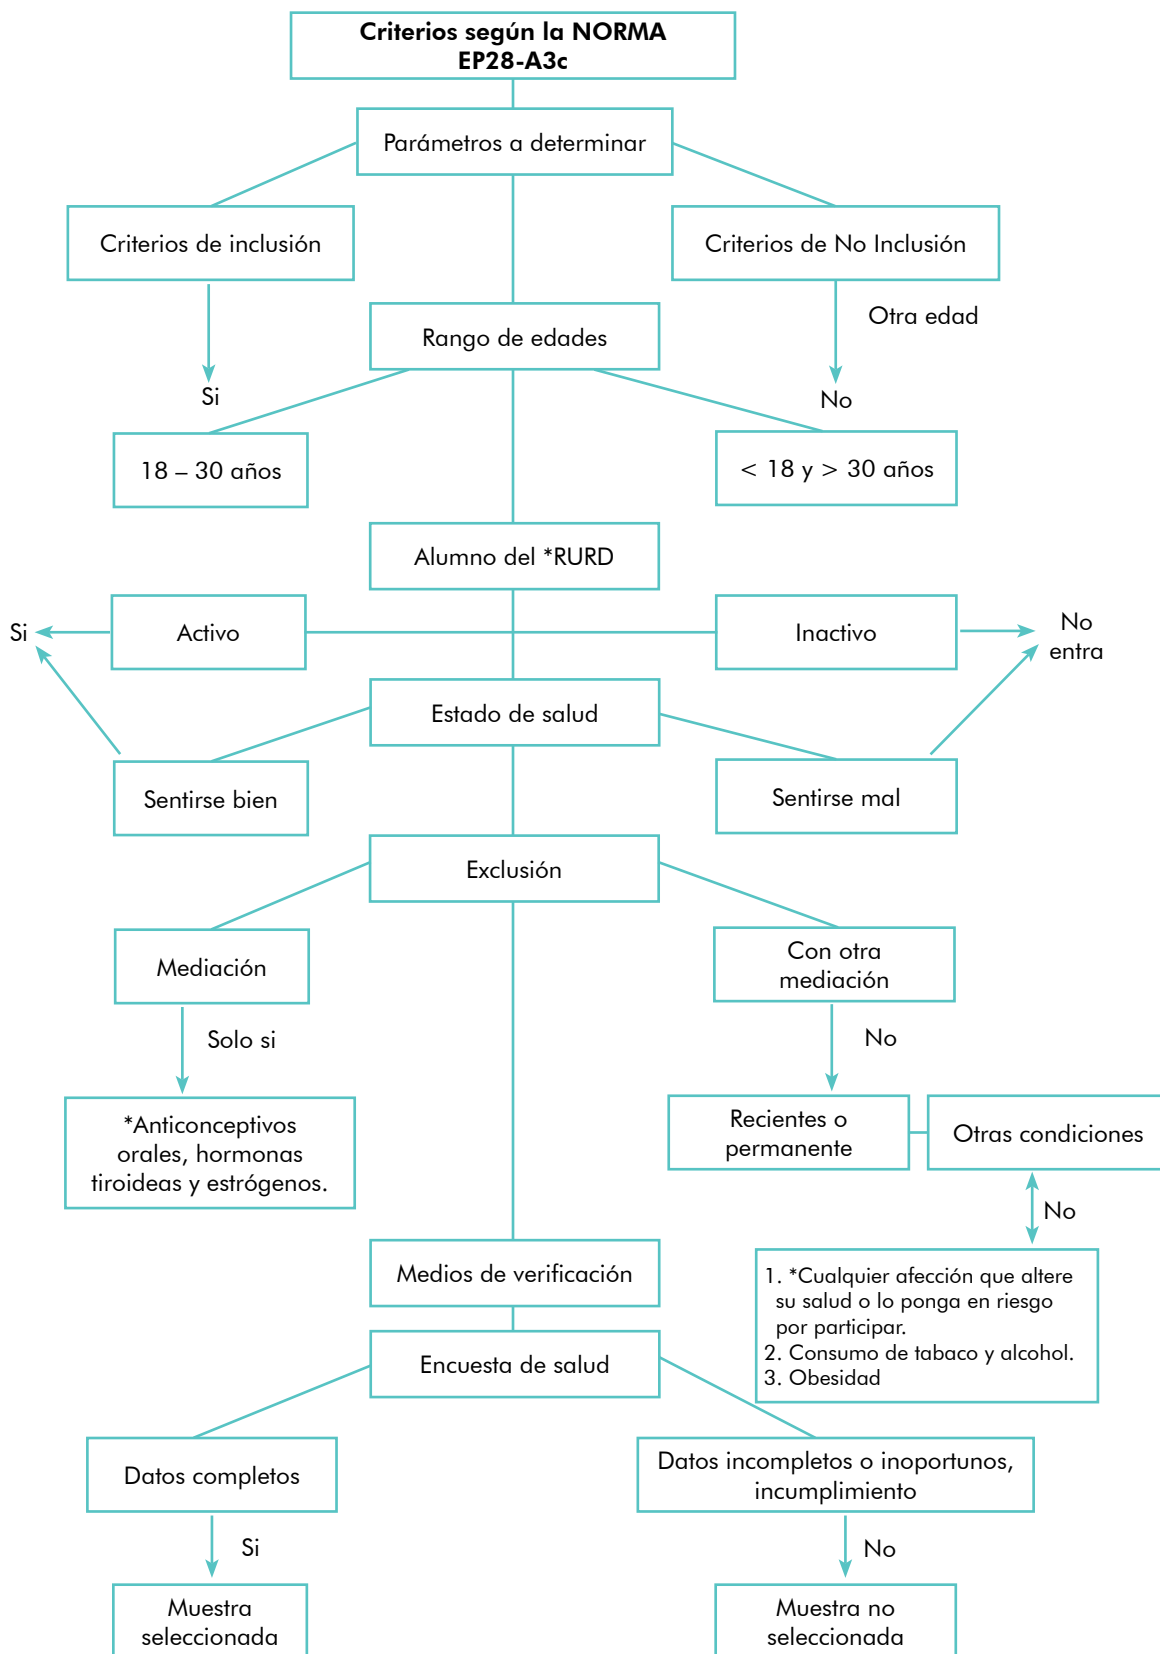 Criterios según la NORMA
EP28-A3c
Parámetros a determinar
Criterios de inclusión
Criterios de No Inclusión
Otra edad
Rango de edades
Si
No
18 – 30 años
< 18 y > 30 años
Alumno del *RURD
Si
Activo
Inactivo
No
entra
Estado de salud
Sentirse bien
Sentirse mal
Exclusión
Mediación
Con otra
mediación
Solo si
No
*Anticonceptivos
orales, hormonas
tiroideas y estrógenos.
Recientes o
permanente
Otras condiciones
No
Medios de verificación
1. *Cualquier afección que altere
su salud o lo ponga en riesgo
por participar.
2. Consumo de tabaco y alcohol.
3. Obesidad
Encuesta de salud
Datos completos
Datos incompletos o inoportunos,
incumplimiento
Si
No
Muestra
seleccionada
Muestra no
seleccionada